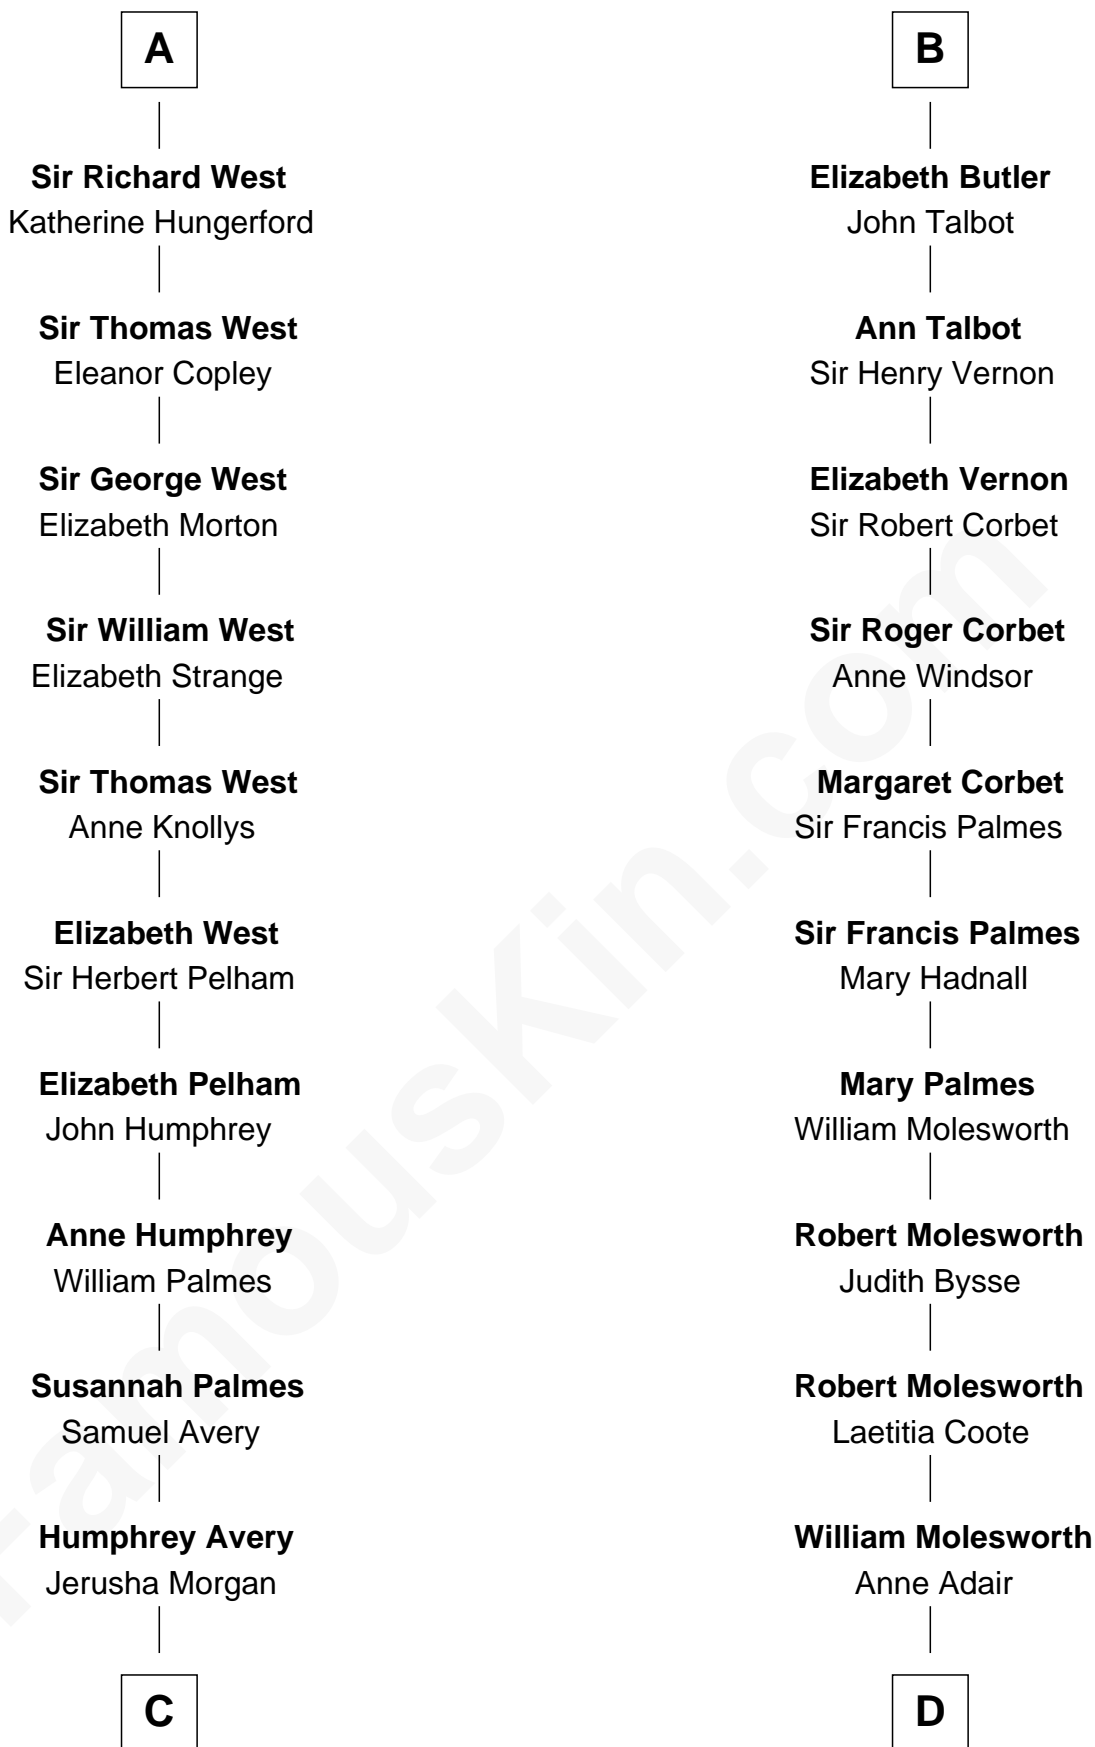 A
Sir Richard West
Katherine Hungerford
Sir Thomas West
Eleanor Copley
Sir George West
Elizabeth Morton
Sir William West
Elizabeth Strange
Sir Thomas West
Anne Knollys
Elizabeth West
Sir Herbert Pelham
Elizabeth Pelham
John Humphrey
Anne Humphrey
William Palmes
Susannah Palmes
Samuel Avery
Humphrey Avery
Jerusha Morgan
C
B
Elizabeth Butler
John Talbot
Ann Talbot
Sir Henry Vernon
Elizabeth Vernon
Sir Robert Corbet
Sir Roger Corbet
Anne Windsor
Margaret Corbet
Sir Francis Palmes
Sir Francis Palmes
Mary Hadnall
Mary Palmes
William Molesworth
Robert Molesworth
Judith Bysse
Robert Molesworth
Laetitia Coote
William Molesworth
Anne Adair
D
FamousKin.com